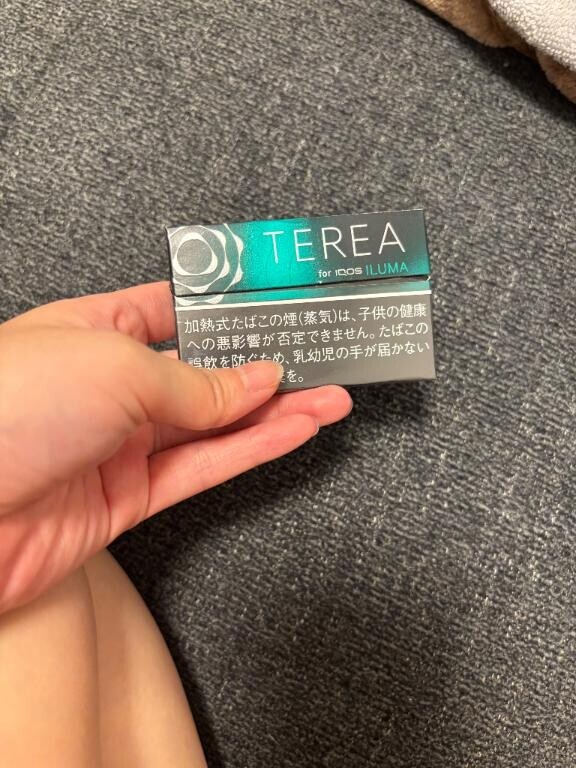 TEREA
for IQOS ILUMA
加熱式たばこの煙(蒸気)は、子供の健康
への悪影響が否定できません。たばこの
誤飲を防ぐため、乳幼児の手が届かない
を。